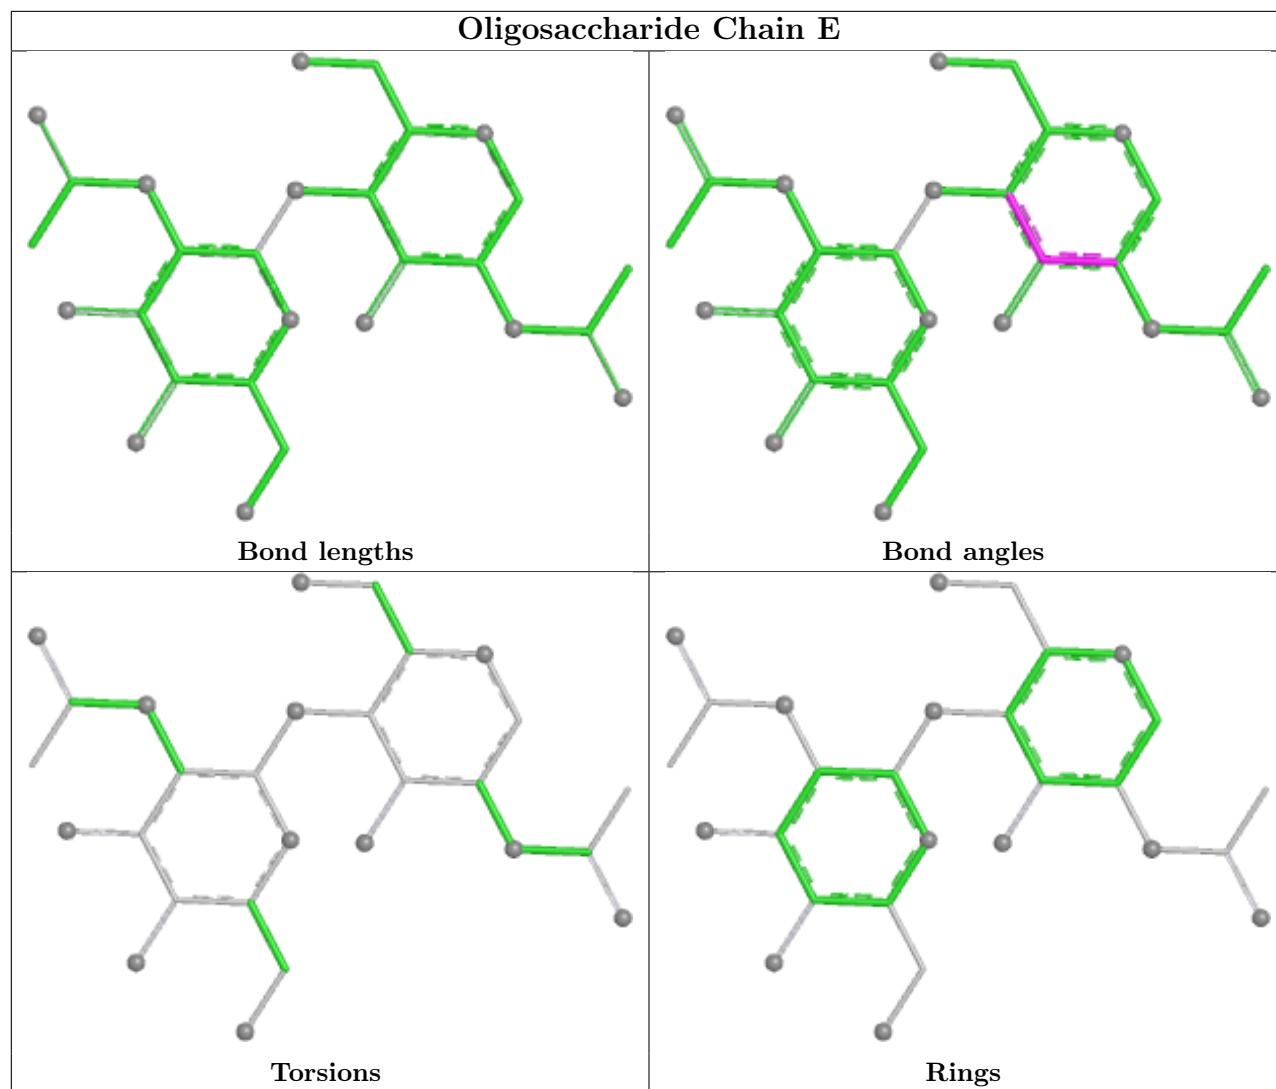 Oligosaccharide Chain E
Bond lengths
Bond angles
Torsions
Rings